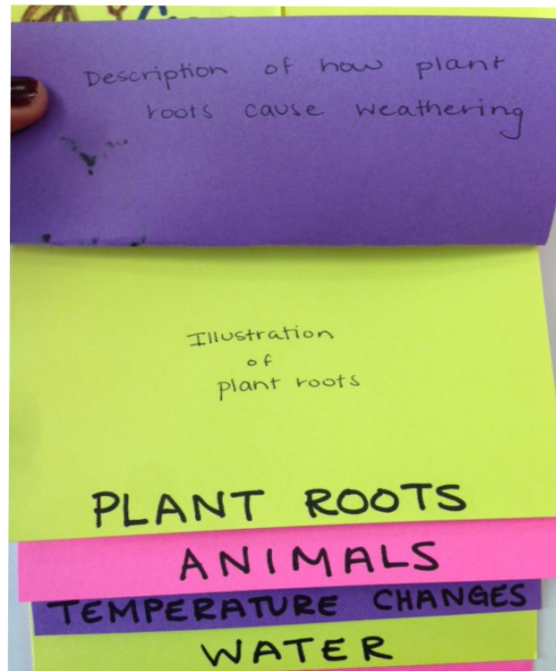 Description of how plant
roots cause weathering
Illustration
of
plant roots
PLANT ROOTS
ANIMALS
TEMPERATURE CHANGES
WATER